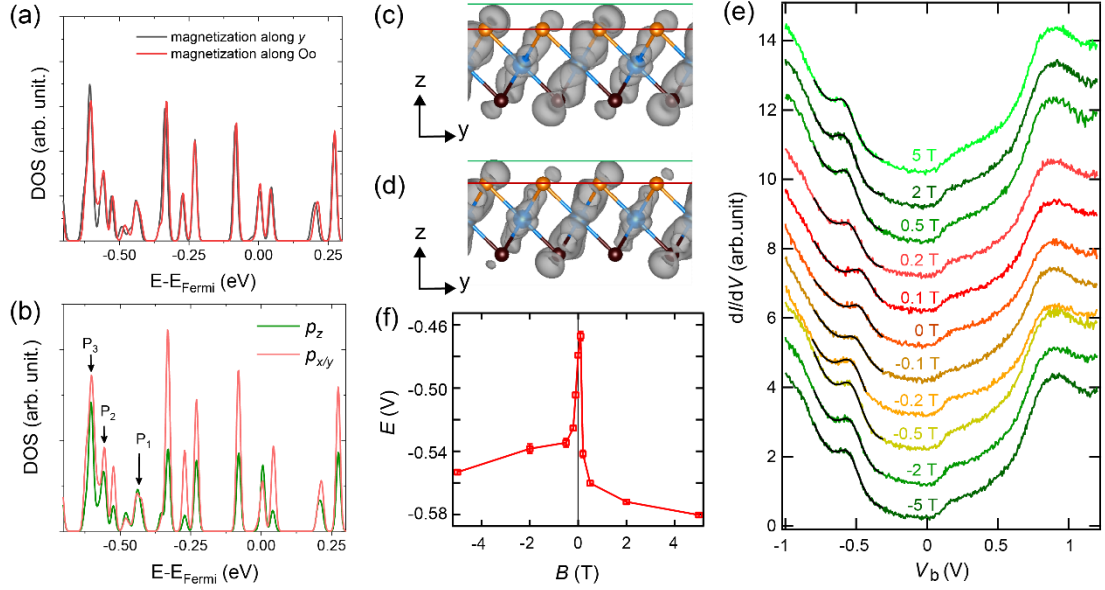 (a)
magnetization along y
magnetization along Oo
DOS (arb. unit.)
-0.50
-0.25
0.00
0.25
E-EFermi (eV)
(b)
pz
px/y
P3
P2
P1
DOS (arb. unit.)
-0.50
-0.25
0.00
0.25
E-EFermi (eV)
(c)
z
y
(d)
z
y
(f)
-0.46
-0.50
-0.54
-0.58
E (V)
-4
-2
0
2
4
B (T)
(e)
14
12
10
8
6
4
2
0
dI/dV (arb.unit)
5 T
2 T
0.5 T
0.2 T
0.1 T
0 T
-0.1 T
-0.2 T
-0.5 T
-2 T
-5 T
-1
-0.5
0
0.5
1
Vb (V)